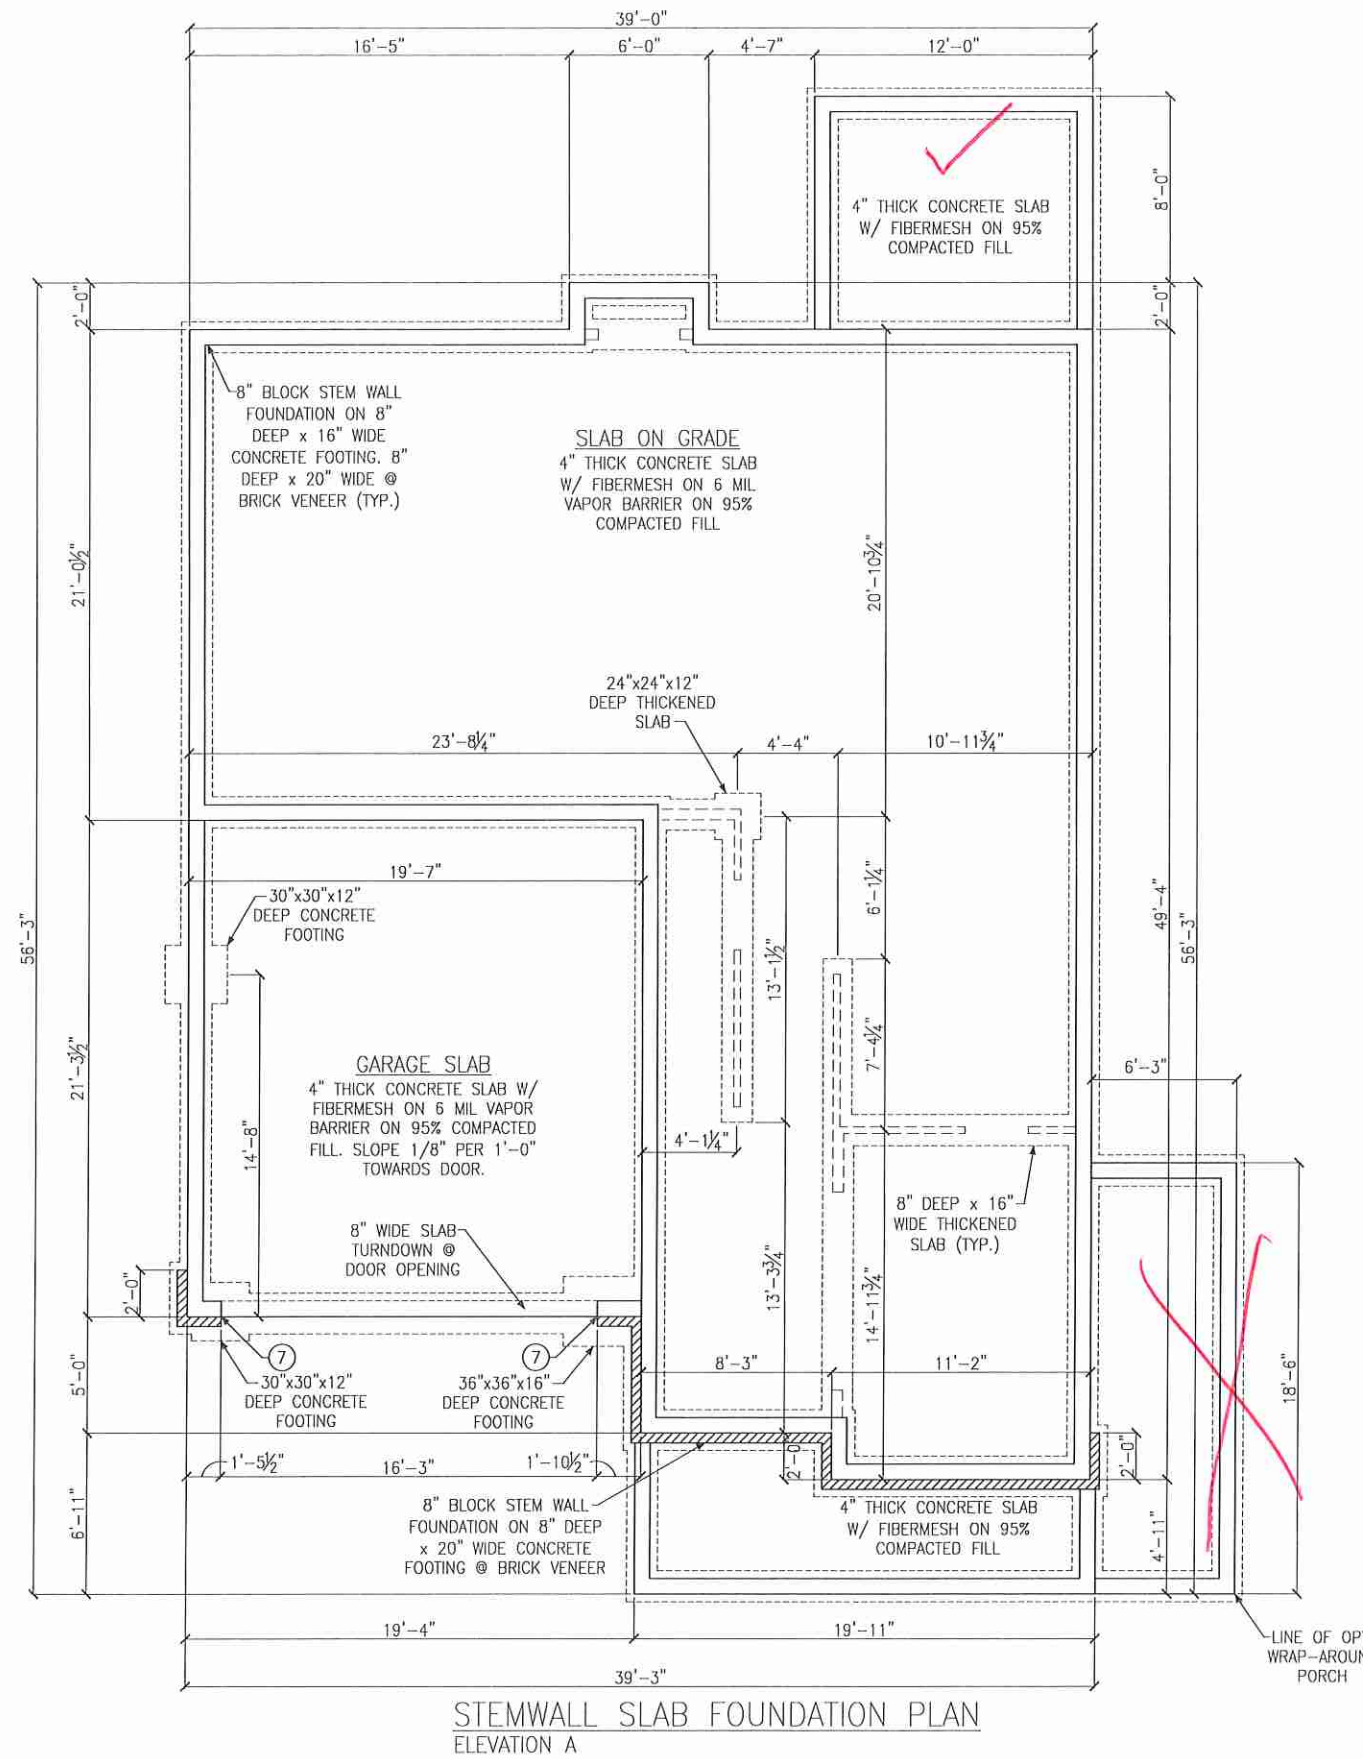 39'-0"
16'-5"
6'-0"
4'-7"
12'-0"
8'-0"
4" THICK CONCRETE SLAB
W/ FIBERMESH ON 95%
COMPACTED FILL
2'-0"
2'-0"
8" BLOCK STEM WALL
FOUNDATION ON 8"
DEEP x 16" WIDE
CONCRETE FOOTING. 8"
DEEP x 20" WIDE @
BRICK VENEER (TYP.)
SLAB ON GRADE
4" THICK CONCRETE SLAB
W/ FIBERMESH ON 6 MIL
VAPOR BARRIER ON 95%
COMPACTED FILL
21'-0½"
20'-10¾"
24"x24"x12"
DEEP THICKENED
SLAB
23'-8¼"
4'-4"
10'-11¾"
19'-7"
30"x30"x12"
DEEP CONCRETE
FOOTING
6'-1¼"
56'-3"
13'-1½"
49'-4"
56'-3"
21'-3½"
7'-4¼"
6'-3"
GARAGE SLAB
4" THICK CONCRETE SLAB W/
FIBERMESH ON 6 MIL VAPOR
BARRIER ON 95% COMPACTED
FILL. SLOPE 1/8" PER 1'-0"
TOWARDS DOOR.
14'-8"
4'-1¼"
8" DEEP x 16"
WIDE THICKENED
SLAB (TYP.)
8" WIDE SLAB
TURNDOWN @
DOOR OPENING
2'-0"
13'-3¾"
14'-11¾"
7
7
30"x30"x12"
DEEP CONCRETE
FOOTING
36"x36"x16"
DEEP CONCRETE
FOOTING
5'-0"
8'-3"
11'-2"
18'-6"
1'-5½"
16'-3"
1'-10½"
2'-0"
2'-0"
6'-11"
8" BLOCK STEM WALL
FOUNDATION ON 8" DEEP
x 20" WIDE CONCRETE
FOOTING @ BRICK VENEER
4" THICK CONCRETE SLAB
W/ FIBERMESH ON 95%
COMPACTED FILL
4'-11"
19'-4"
19'-11"
LINE OF
WRAP-AROUN
PORCH
39'-3"
STEMWALL SLAB FOUNDATION PLAN
ELEVATION A